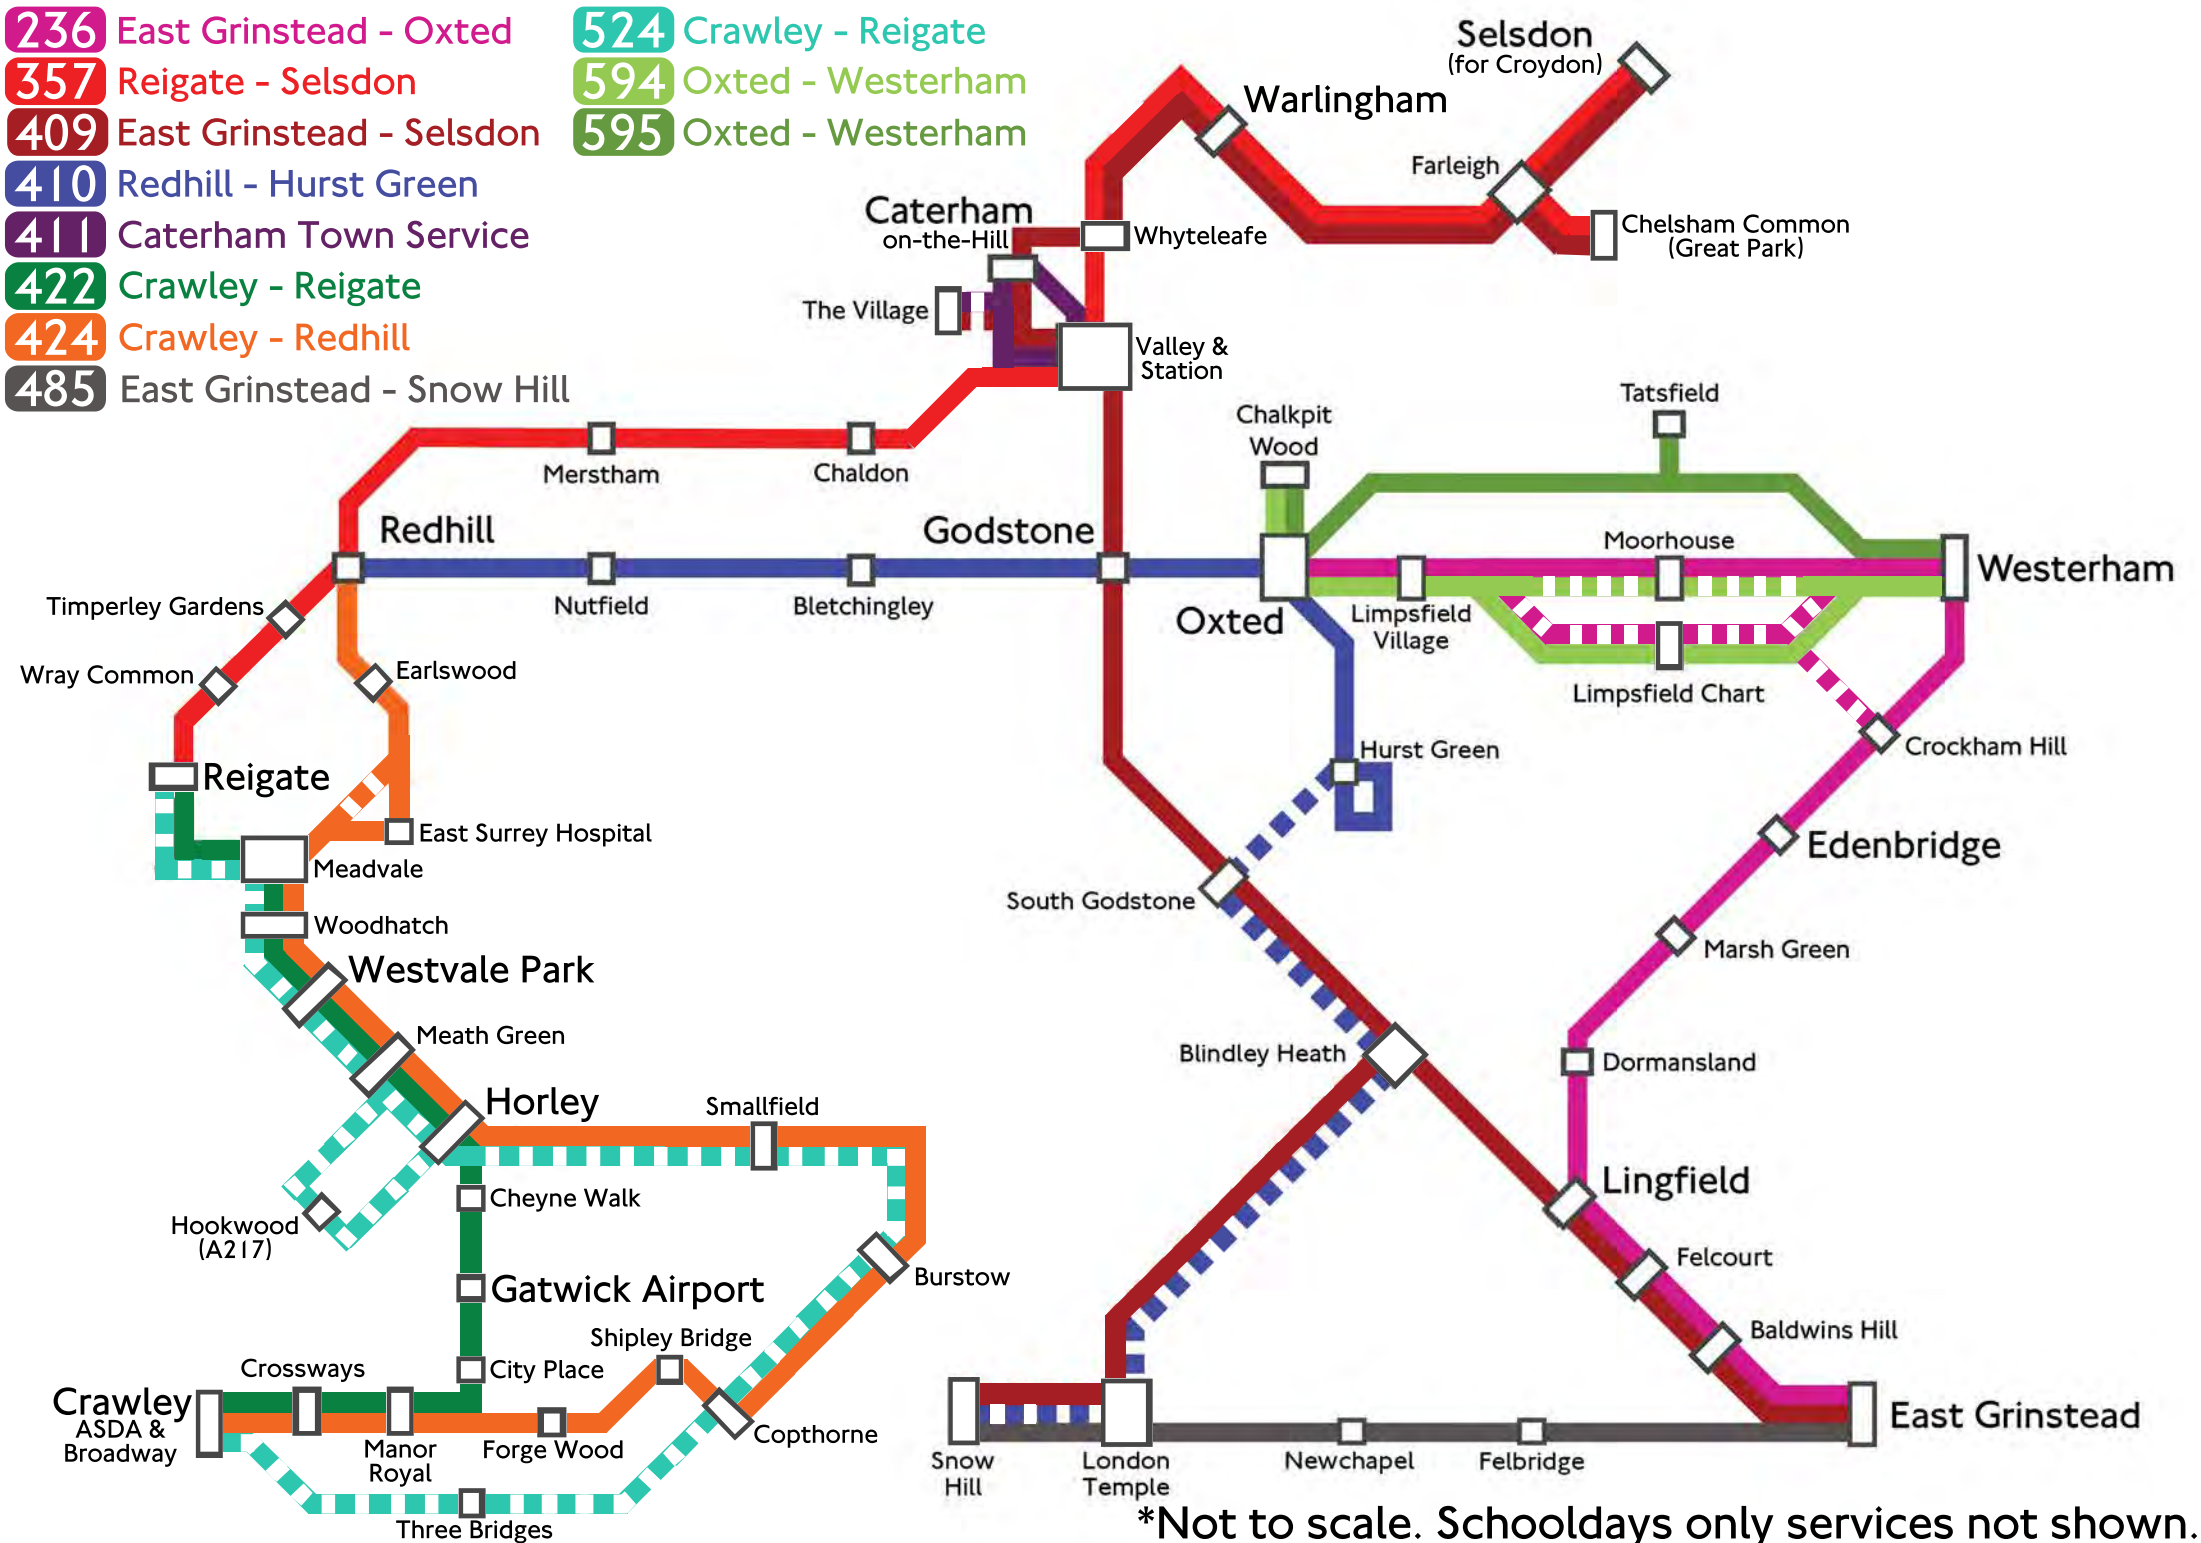 236 East Grinstead - Oxted
357 Reigate - Selsdon
409 East Grinstead - Selsdon
410 Redhill - Hurst Green
411 Caterham Town Service
422 Crawley - Reigate
424 Crawley - Redhill
485 East Grinstead - Snow Hill
524 Crawley - Reigate
594 Oxted - Westerham
595 Oxted - Westerham
Selsdon
(for Croydon)
Warlingham
Farleigh
Chelsham Common
(Great Park)
Caterham
on-the-Hill
Whyteleafe
The Village
Valley &
Station
Merstham
Chaldon
Chalkpit
Wood
Tatsfield
Redhill
Nutfield
Bletchingley
Godstone
Oxted
Limpsfield
Village
Moorhouse
Westerham
Limpsfield Chart
Timperley Gardens
Wray Common
Earlswood
Reigate
East Surrey Hospital
Meadvale
Woodhatch
Westvale Park
Meath Green
Horley
Smallfield
Hookwood
(A217)
Cheyne Walk
Gatwick Airport
Burstow
Shipley Bridge
City Place
Crossways
Crawley
ASDA &
Broadway
Manor
Royal
Forge Wood
Copthorne
Three Bridges
Hurst Green
Crockham Hill
Edenbridge
South Godstone
Marsh Green
Blindley Heath
Dormansland
Lingfield
Felcourt
Baldwins Hill
East Grinstead
Snow
Hill
London
Temple
Newchapel
Felbridge
*Not to scale. Schooldays only services not shown.